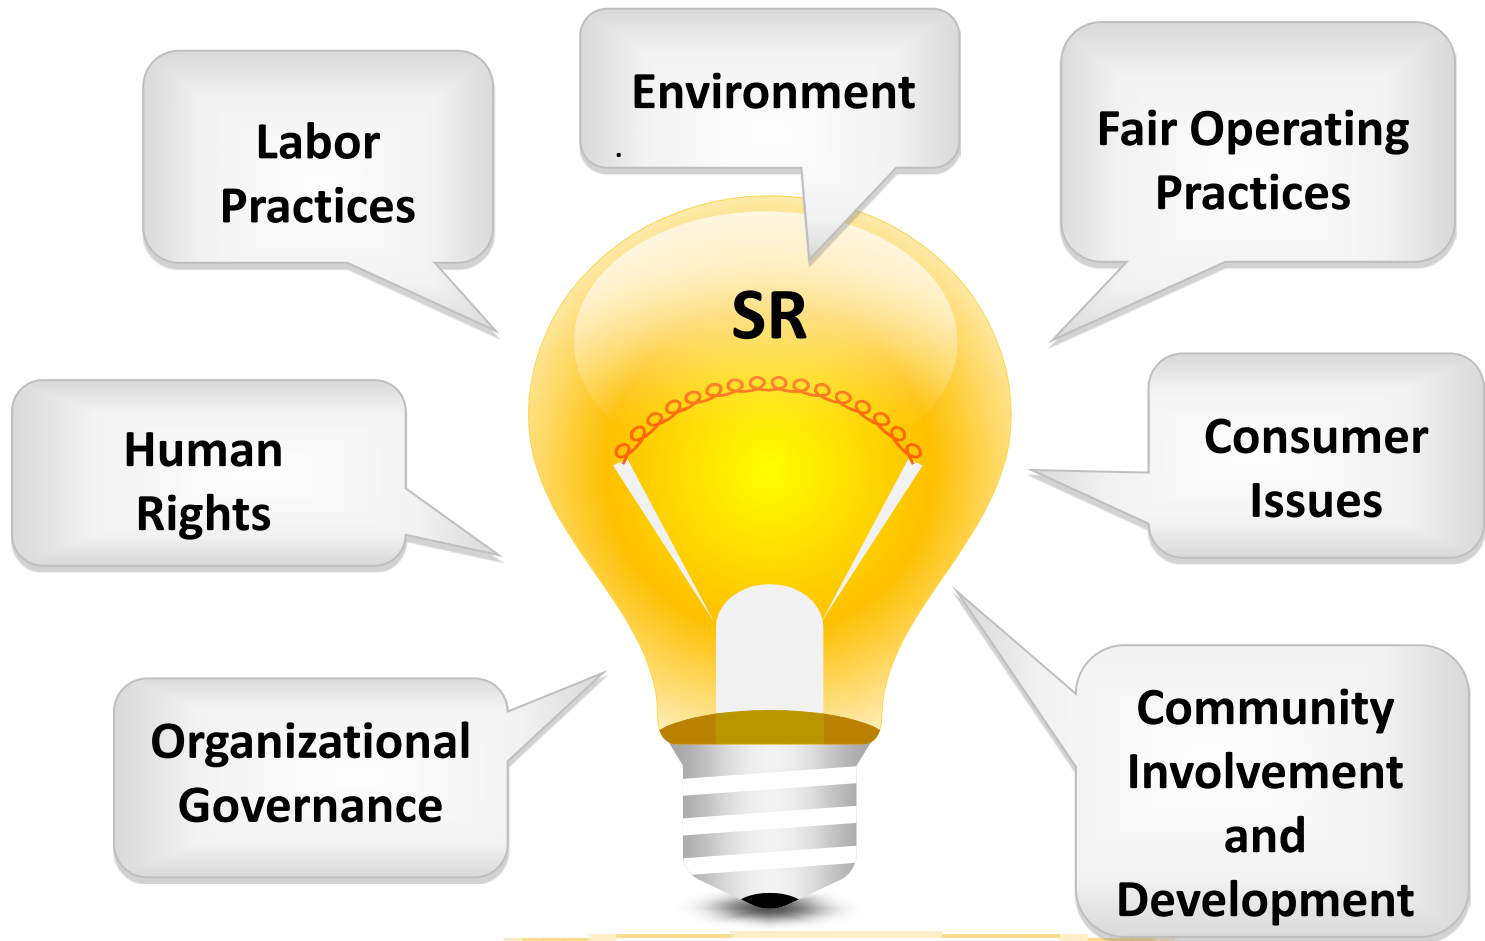 Environment
.
Labor
Practices
Fair Operating
Practices
SR
Human
Rights
Consumer
Issues
Organizational
Governance
Community
Involvement
and
Development